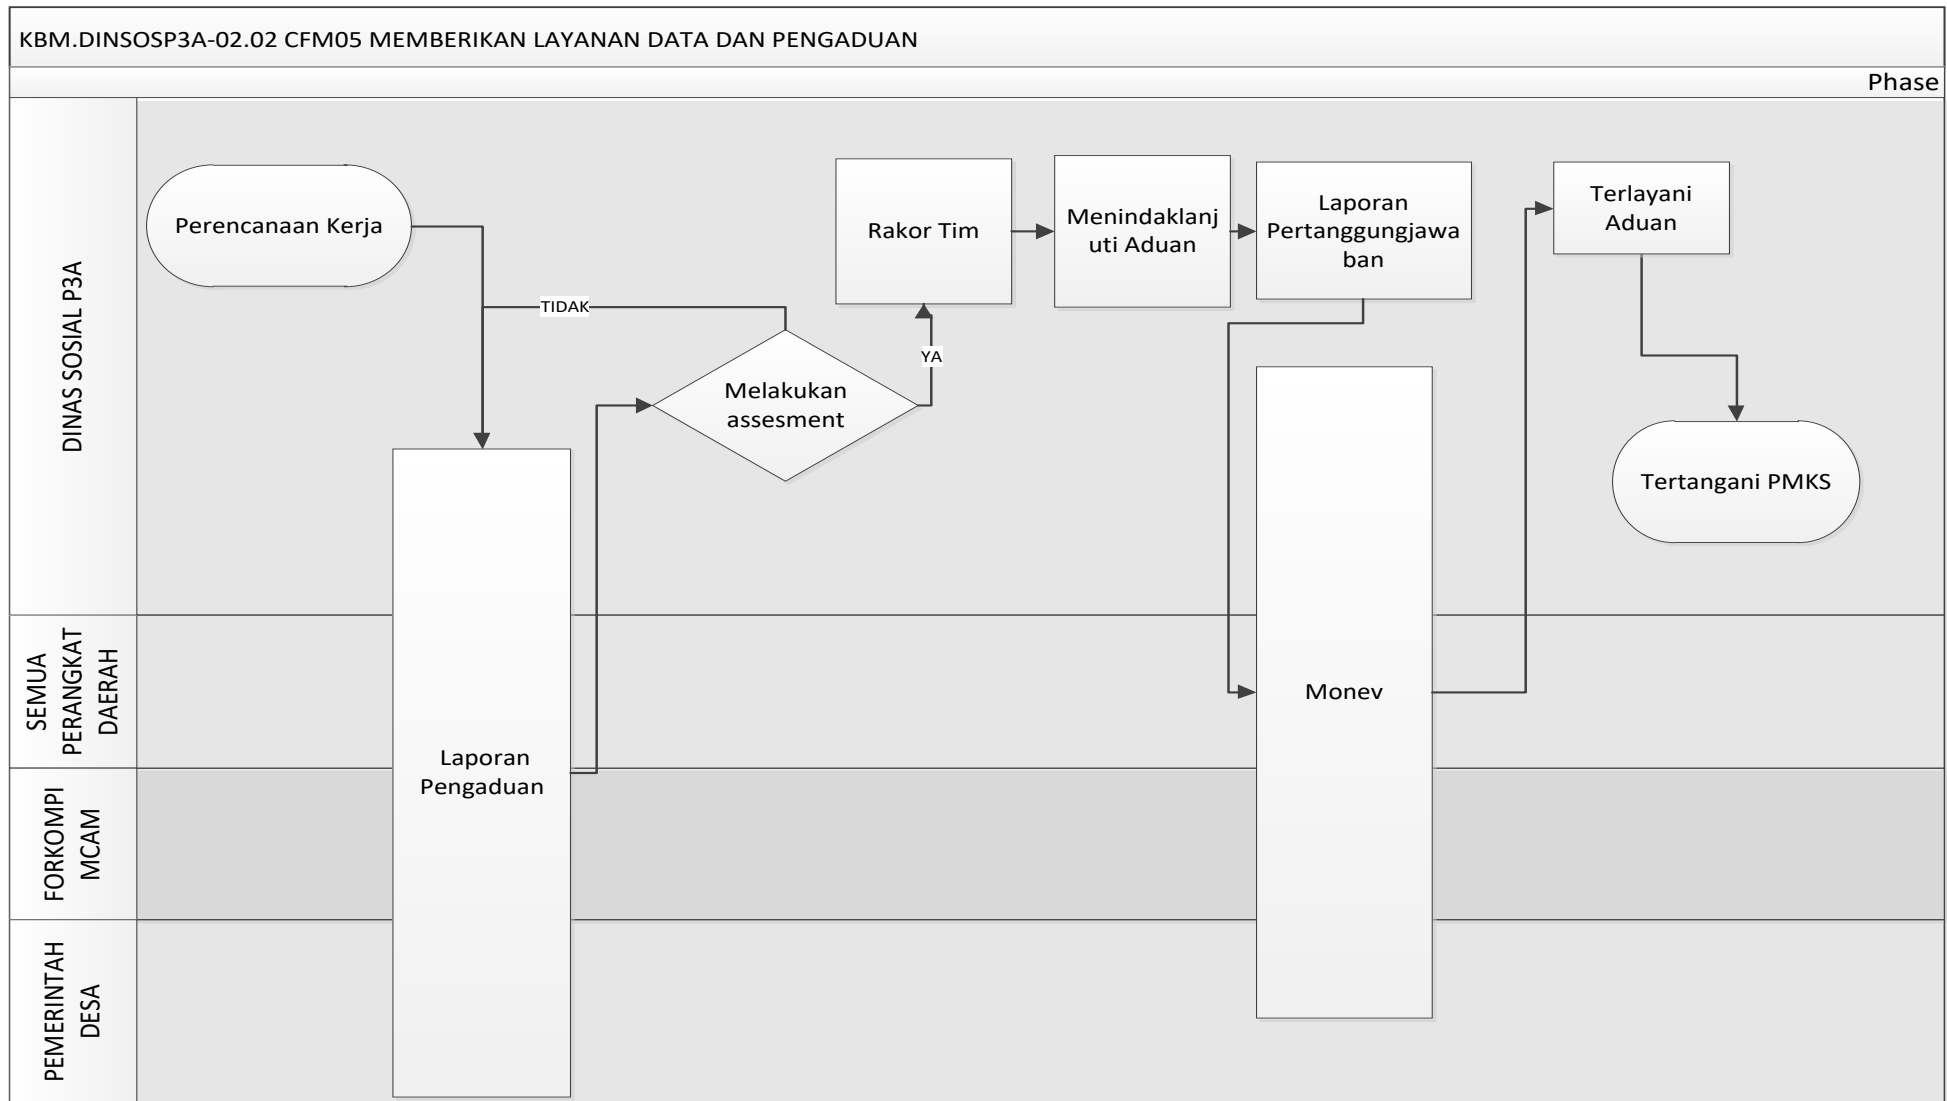 KBM.DINSOSP3A-02.02 CFM05 MEMBERIKAN LAYANAN DATA DAN PENGADUAN
Phase
DINAS SOSIAL P3A
Perencanaan Kerja
TIDAK
Melakukan
assesment
YA
Rakor Tim
Menindaklanj
uti Aduan
Laporan
Pertanggungjawa
ban
Terlayani
Aduan
Tertangani PMKS
SEMUA
PERANGKAT
DAERAH
Laporan
Pengaduan
Monev
FORKOMPI
MCAM
PEMERINTAH
DESA